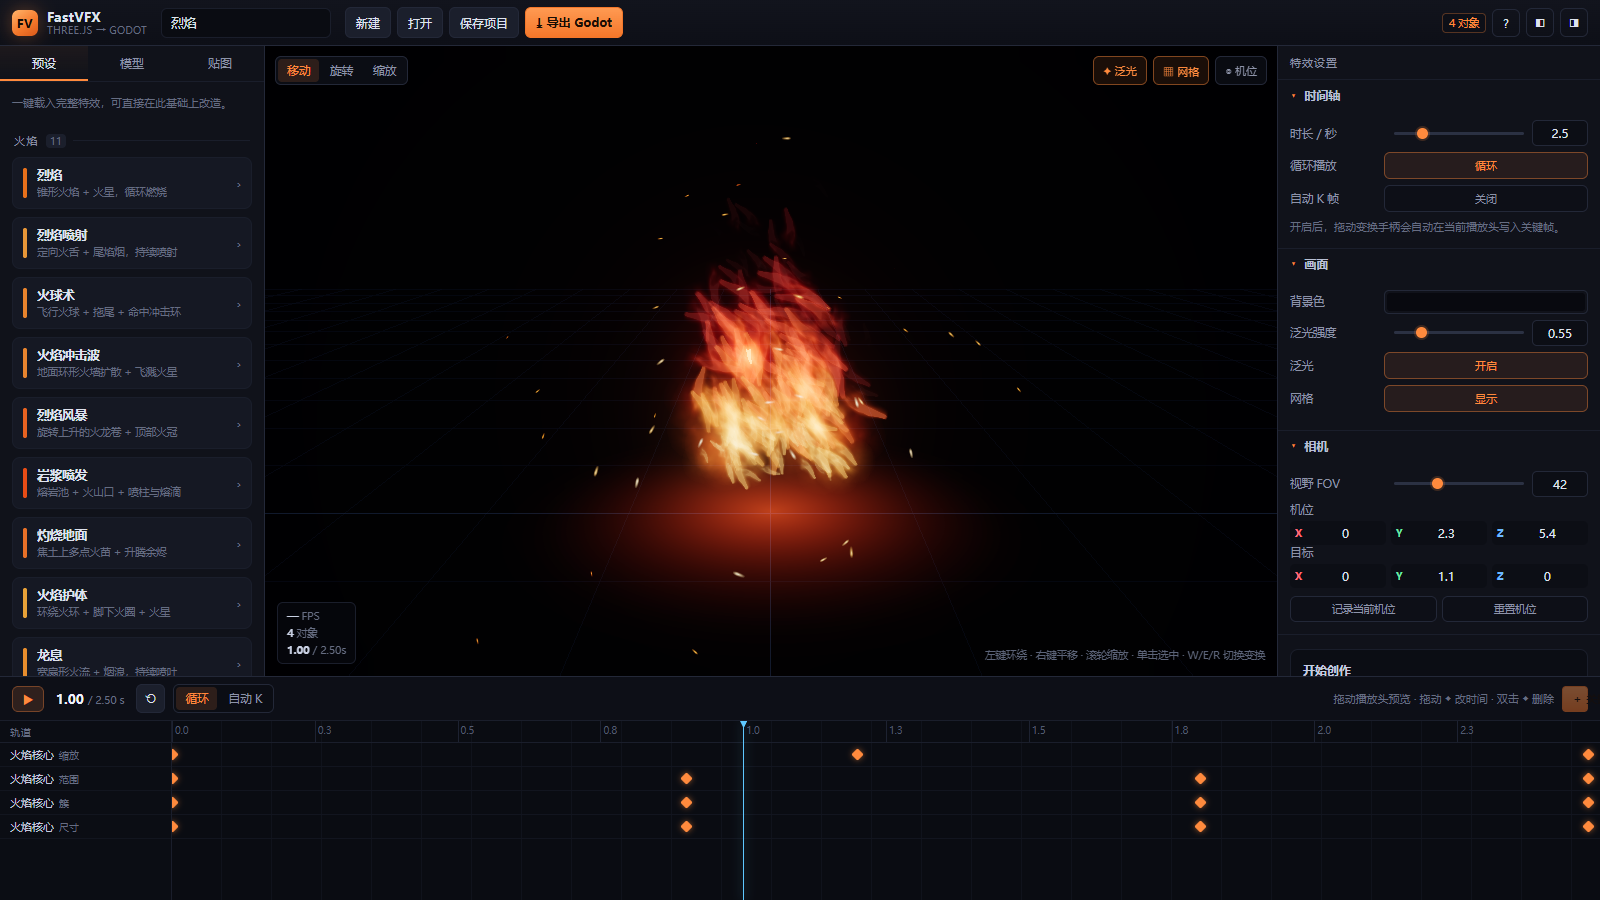 FV
FastVFX
THREE.JS → GODOT
烈焰
新建
打开
保存项目
⤓ 导出 Godot
4 对象
?
预设
模型
贴图
一键载入完整特效，可直接在此基础上改造。
火焰 11
烈焰
锥形火焰 + 火星，循环燃烧
烈焰喷射
定向火舌 + 尾焰烟，持续喷射
火球术
飞行火球 + 拖尾 + 命中冲击环
火焰冲击波
地面环形火墙扩散 + 飞溅火星
烈焰风暴
旋转上升的火龙卷 + 顶部火冠
岩浆喷发
熔岩池 + 火山口 + 喷柱与熔滴
灼烧地面
焦土上多点火苗 + 升腾余烬
火焰护体
环绕火环 + 脚下火圈 + 火星
龙息
宽扇形火流 + 烟浪，持续喷吐
移动
旋转
缩放
✦ 泛光
▦ 网格
机位
— FPS
4 对象
1.00 / 2.50s
左键环绕 · 右键平移 · 滚轮缩放 · 单击选中 · W/E/R 切换变换
特效设置
时间轴
时长 / 秒 2.5
循环播放 循环
自动 K 帧 关闭
开启后，拖动变换手柄会自动在当前播放头写入关键帧。
画面
背景色
泛光强度 0.55
泛光 开启
网格 显示
相机
视野 FOV 42
机位
X 0 Y 2.3 Z 5.4
目标
X 0 Y 1.1 Z 0
记录当前机位
重置机位
开始创作
1.00 / 2.50 s
循环
自动 K
拖动播放头预览 · 拖动 ◆ 改时间 · 双击 ◆ 删除
+
轨道
0.0 0.3 0.5 0.8 1.0 1.3 1.5 1.8 2.0 2.3
火焰核心 缩放
火焰核心 范围
火焰核心 簇
火焰核心 尺寸